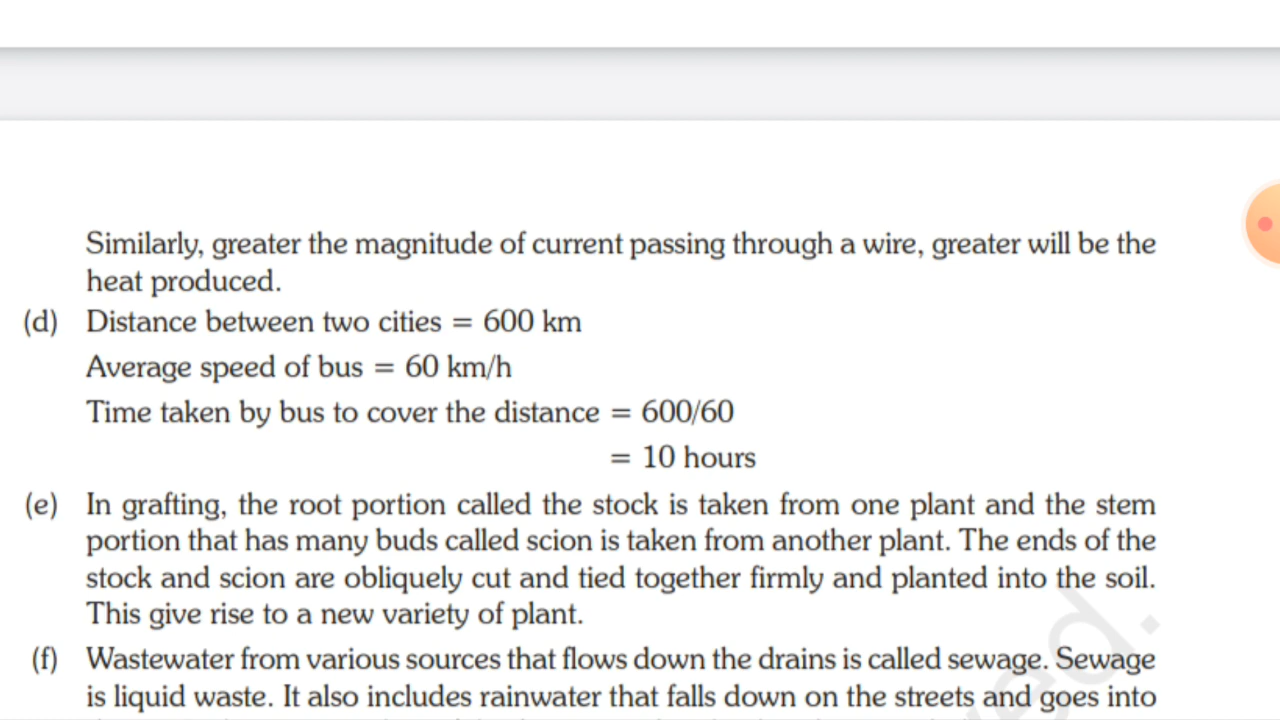 Similarly, greater the magnitude of current passing through a wire, greater will be the
heat produced.
(d) Distance between two cities = 600 km
Average speed of bus = 60 km/h
Time taken by bus to cover the distance = 600/60
= 10 hours
(e) In grafting, the root portion called the stock is taken from one plant and the stem
portion that has many buds called scion is taken from another plant. The ends of the
stock and scion are obliquely cut and tied together firmly and planted into the soil.
This give rise to a new variety of plant.
(f) Wastewater from various sources that flows down the drains is called sewage. Sewage
is liquid waste. It also includes rainwater that falls down on the streets and goes into